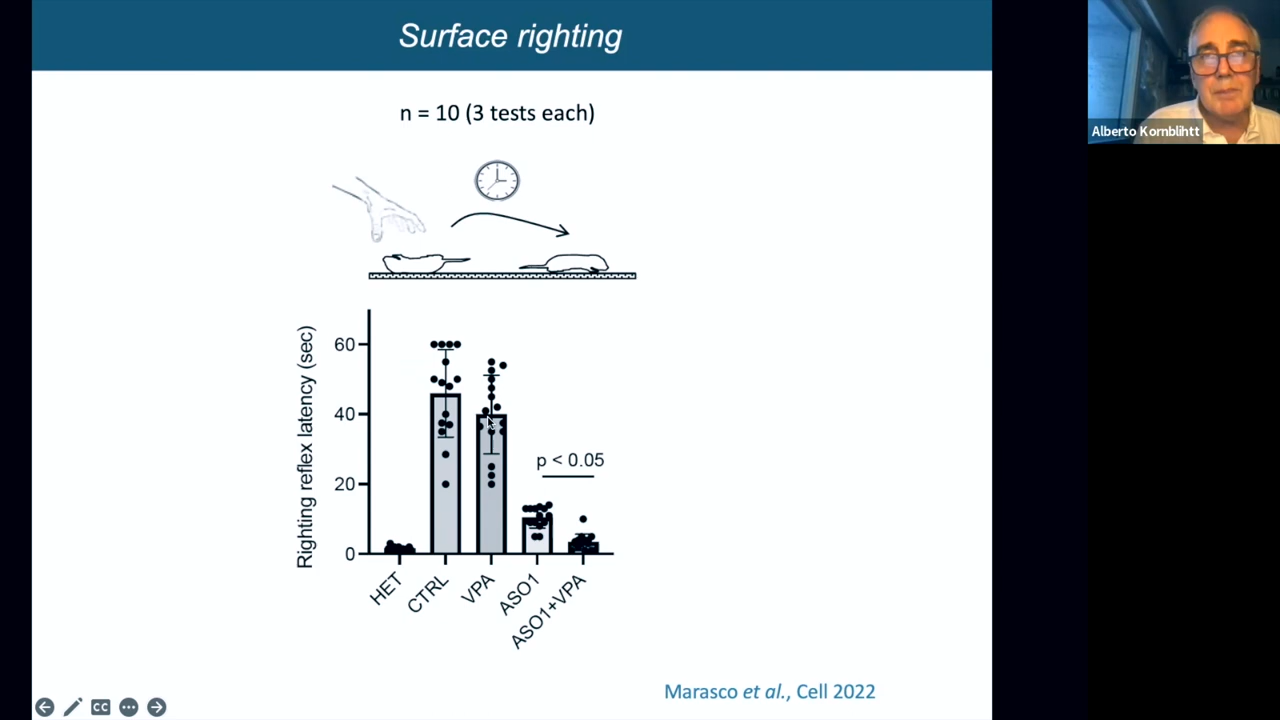 Surface righting
n = 10 (3 tests each)
Righting reflex latency (sec)
60
40
20
0
p < 0.05
HET
CTRL
VPA
ASO1
ASO1+VPA
Marasco et al., Cell 2022
CC
Alberto Kornblihtt